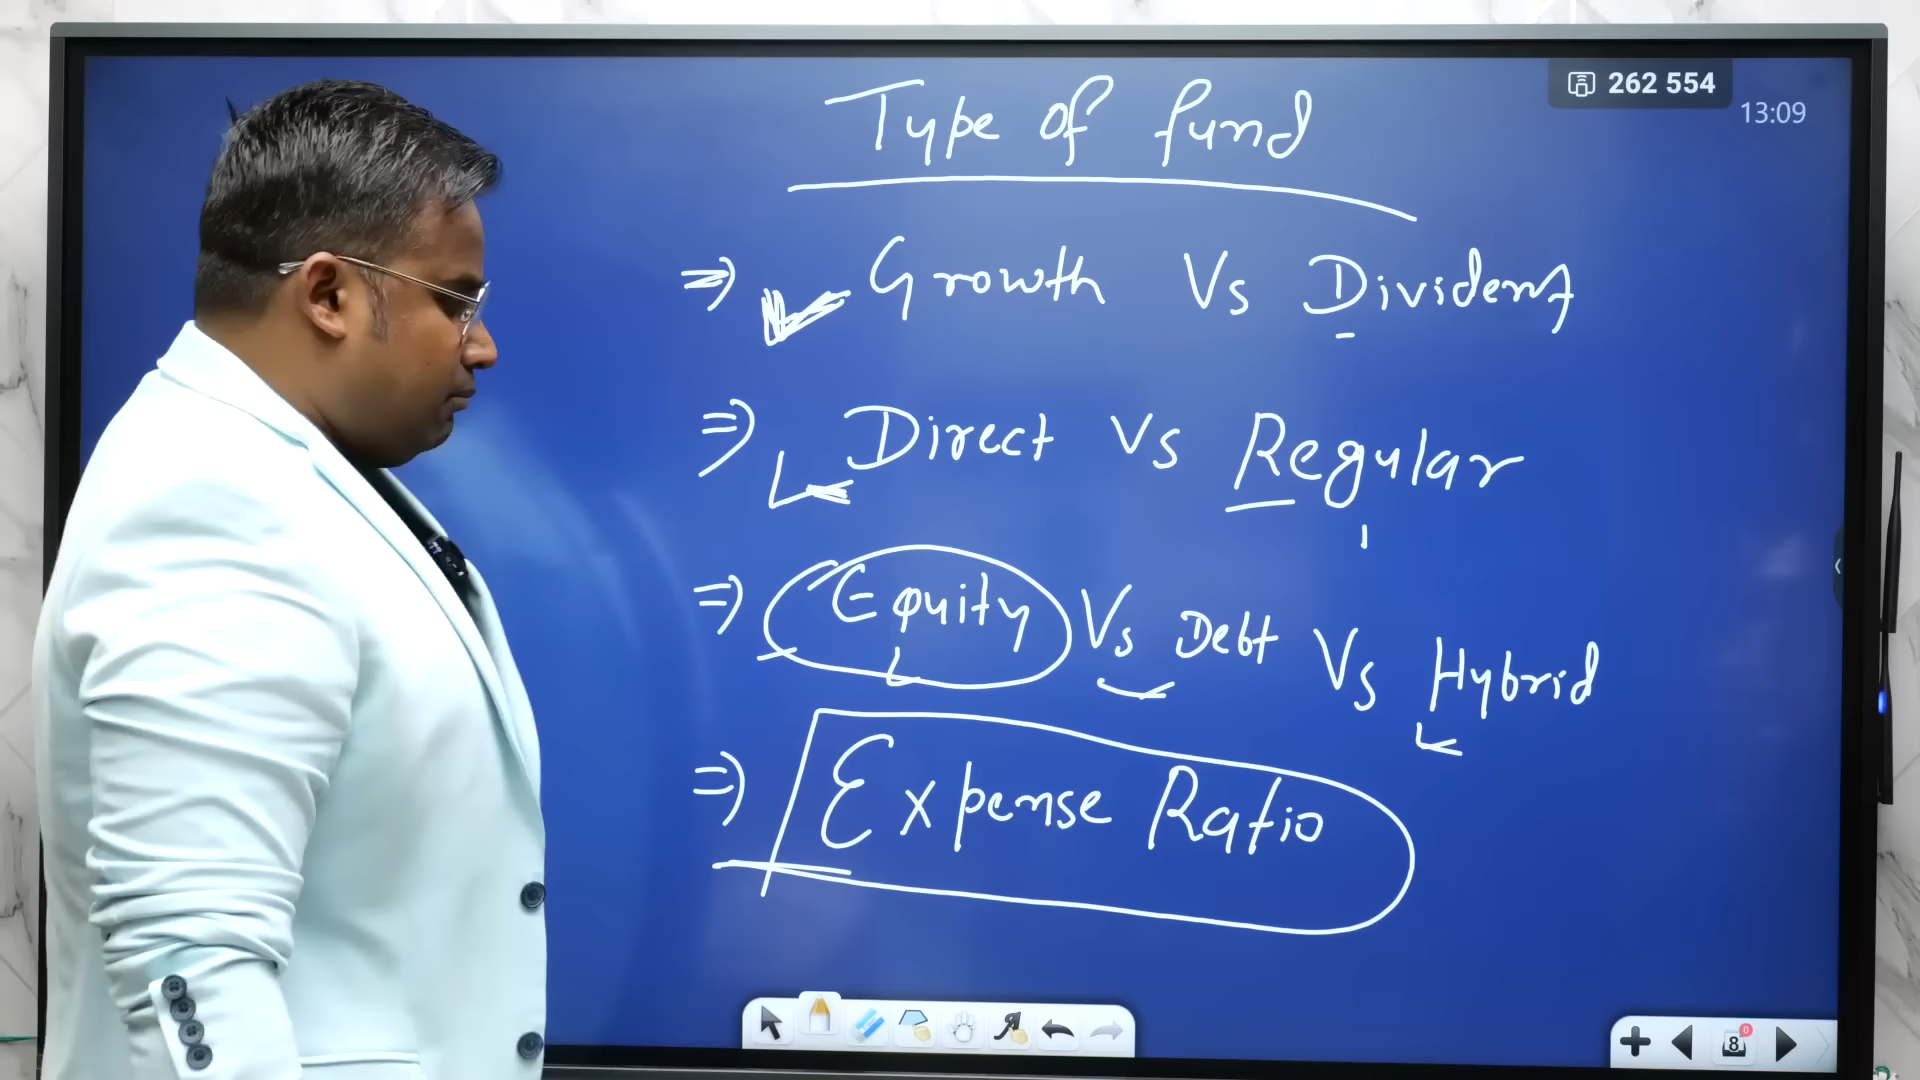 262 554
13:09
Type of fund
⇒ Growth Vs Dividend
⇒ Direct Vs Regular
⇒ Equity Vs Debt Vs Hybrid
⇒ Expense Ratio
8
0